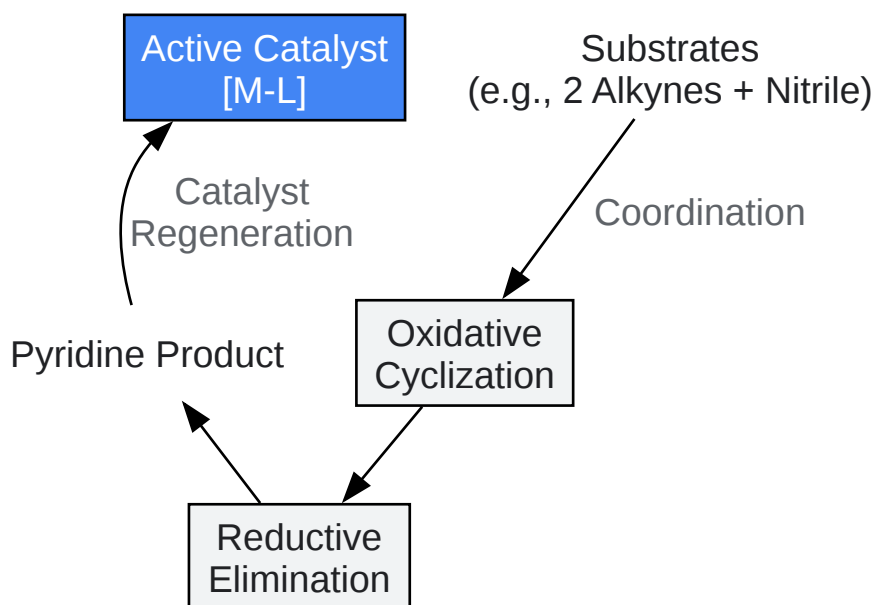 Active Catalyst
[M-L]
Substrates
(e.g., 2 Alkynes + Nitrile)
Catalyst
Regeneration
Coordination
Pyridine Product
Oxidative
Cyclization
Reductive
Elimination